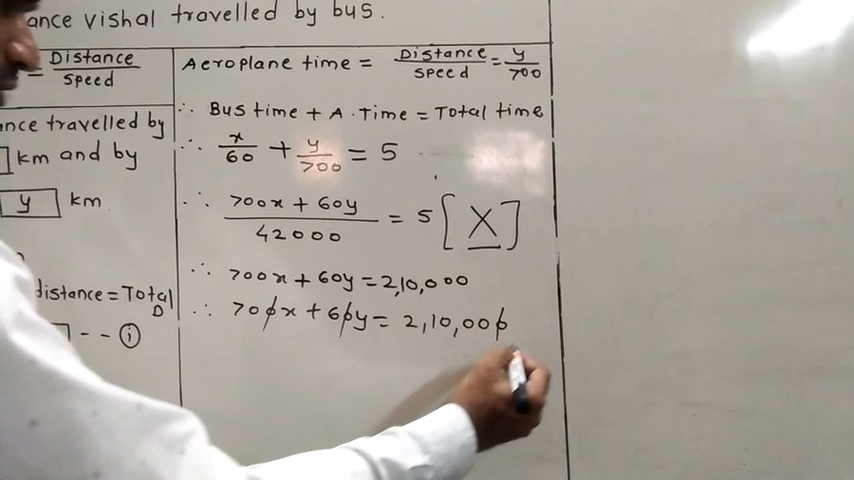 ance vishal travelled by bus.
= Distance / speed
nce travelled by
km and by
y km
distance = Total D
-- (i)
Aeroplane time = Distance / speed = y / 700
∴ Bus time + A. Time = Total time
∴ x/60 + y/700 = 5
∴ 700x + 60y / 42000 = 5 [X]
∴ 700x + 60y = 2,10,000
∴ 700x + 60y = 2,10,000